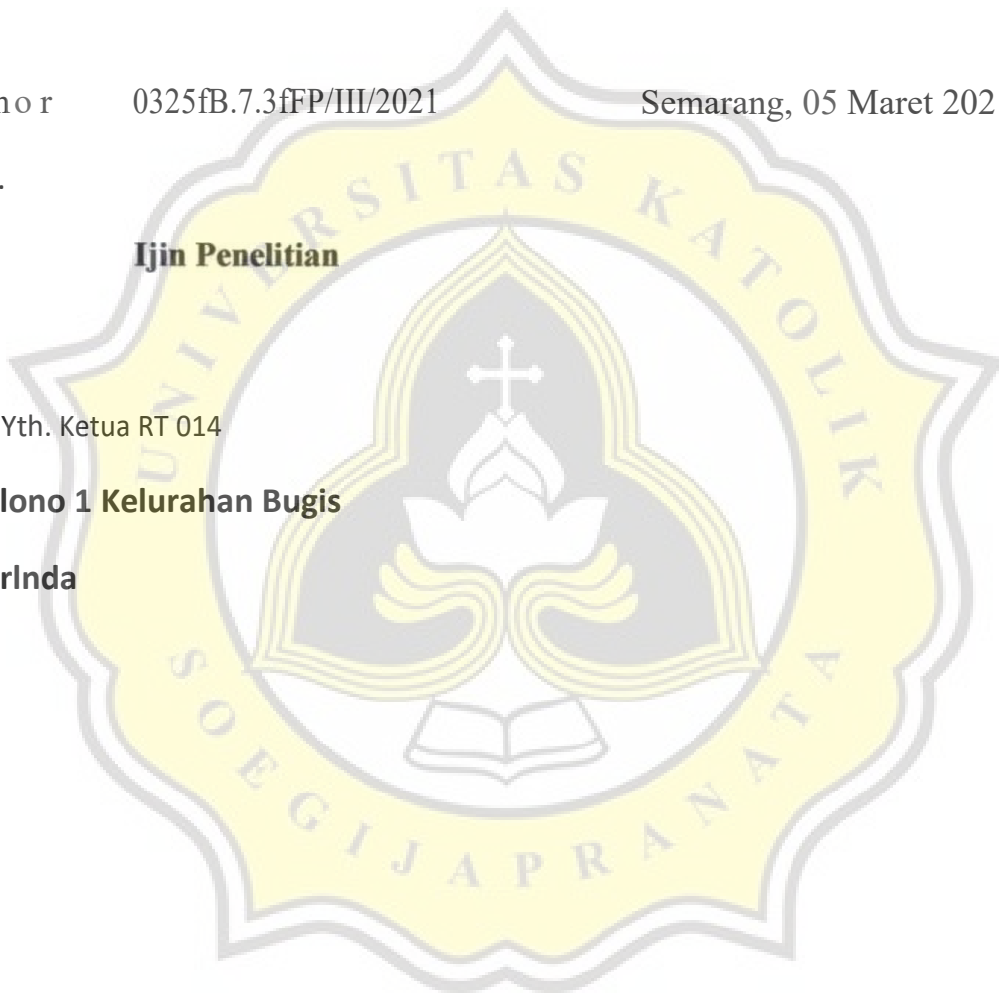 nor 0325fB.7.3fFP/III/2021 Semarang, 05 Maret 202
.
Ijin Penelitian
Yth. Ketua RT 014
lono 1 Kelurahan Bugis
rInda
UNIVERSITAS KATOLIK
SOEGIJAPRANATA